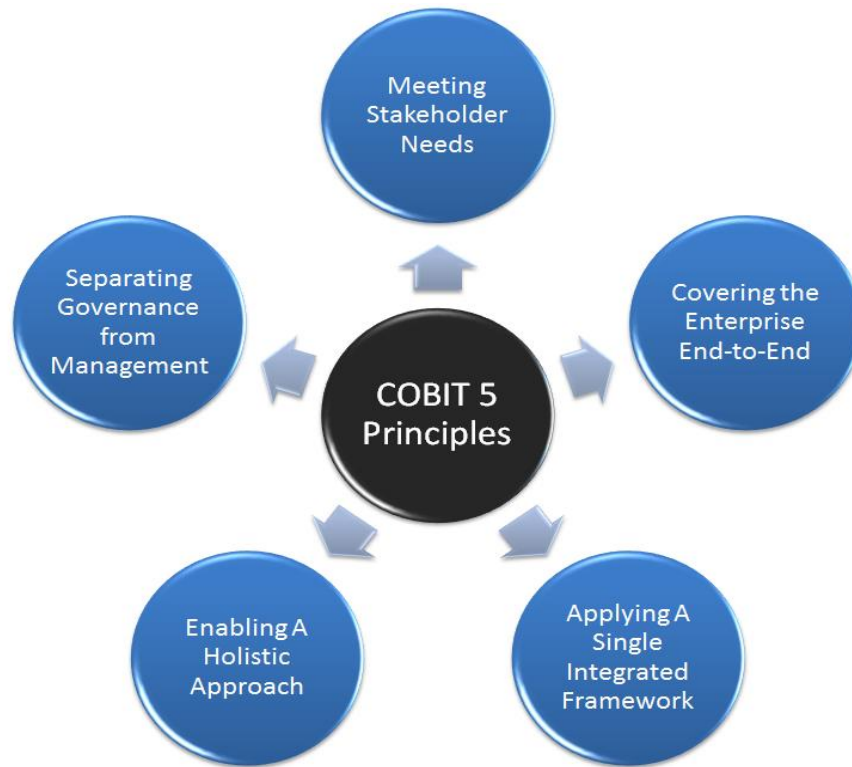 Meeting
Stakeholder
Needs
Covering the
Enterprise
End-to-End
Applying A
Single
Integrated
Framework
Enabling A
Holistic
Approach
Separating
Governance
from
Management
COBIT 5
Principles